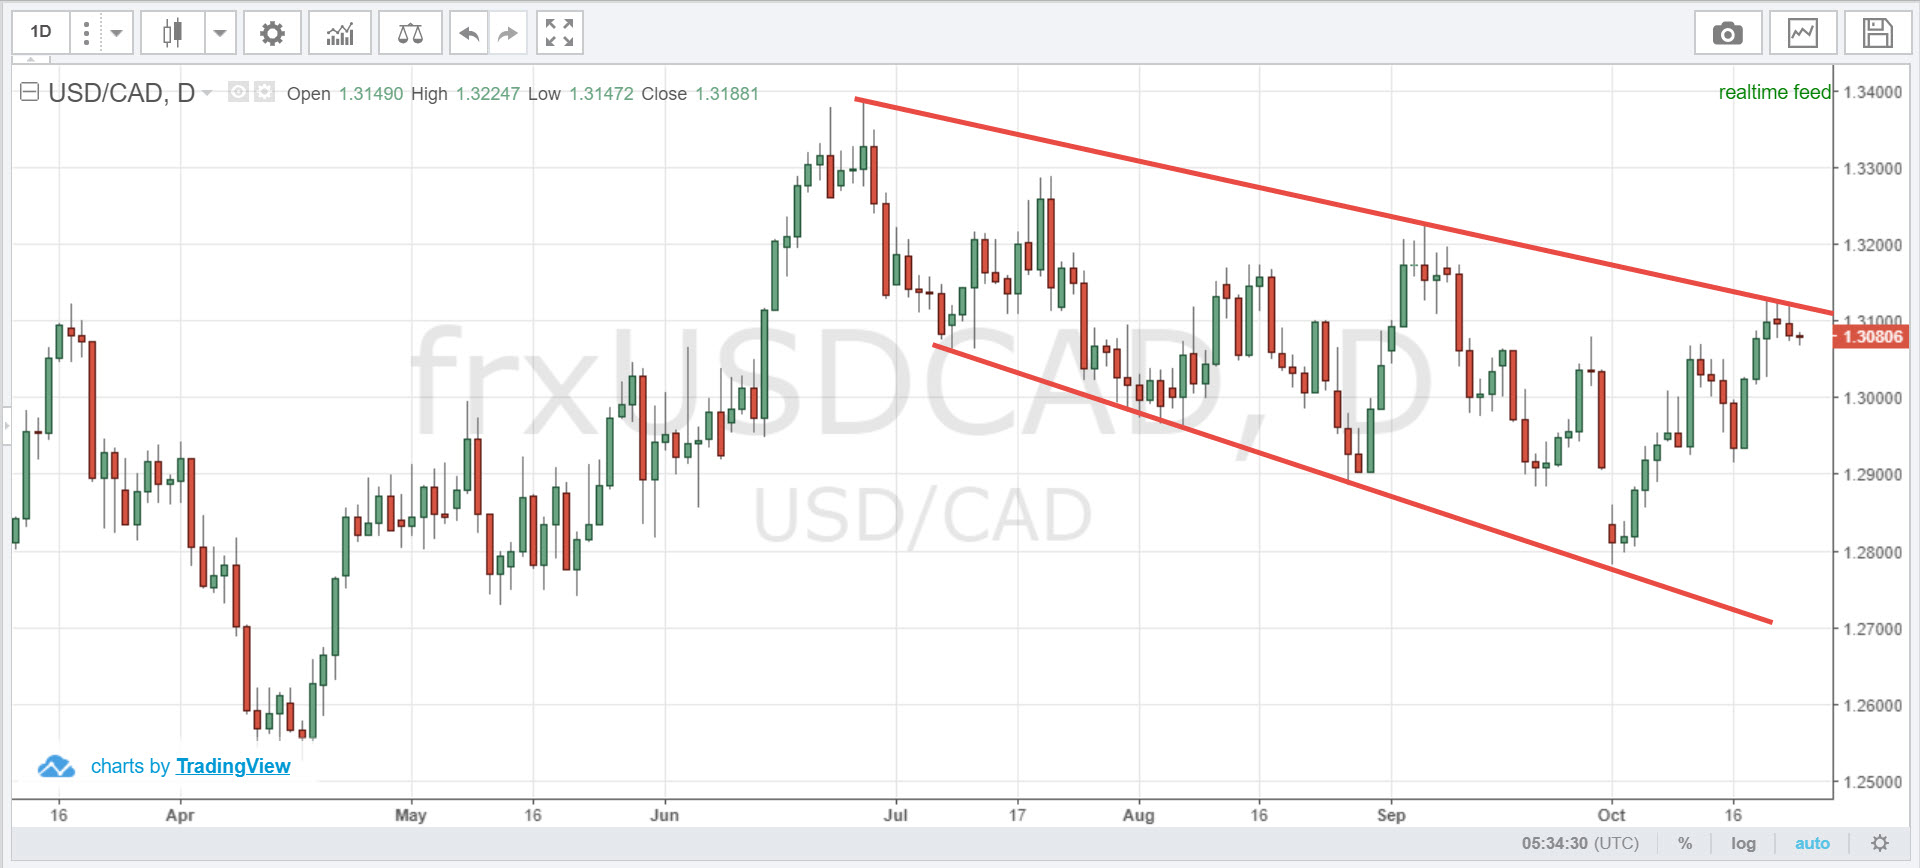 1D
USD/CAD, D Open 1.31490 High 1.32247 Low 1.31472 Close 1.31881
realtime feed
1.34000
1.33000
1.32000
1.31000
1.30806
1.30000
1.29000
1.28000
1.27000
1.26000
1.25000
frxUSDCAD, D
USD/CAD
charts by TradingView
16 Apr May 16 Jun Jul 17 Aug 16 Sep Oct 16
05:34:30 (UTC) % log auto